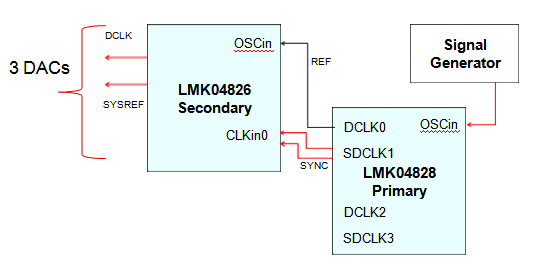 DCLK
3 DACs
SYSREF
OSCin
LMK04826
Secondary
CLKin0
REF
SYNC
Signal
Generator
DCLK0
OSCin
SDCLK1
LMK04828
Primary
DCLK2
SDCLK3